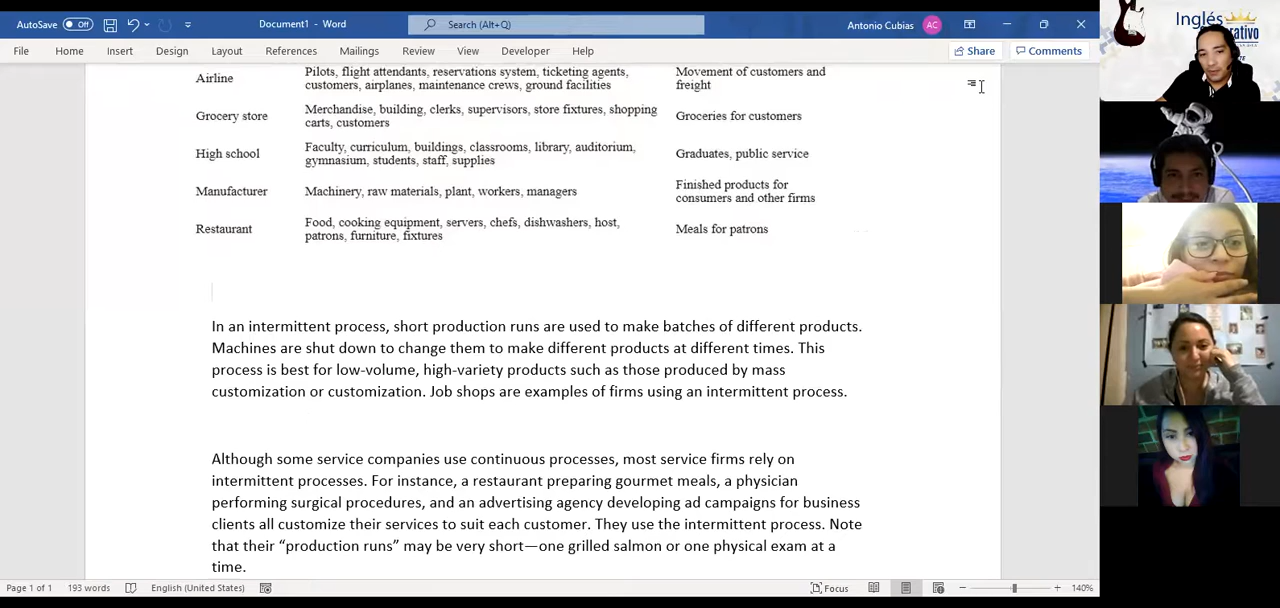 AutoSave Off Document1 - Word Search (Alt+Q) Antonio Cubias AC
File Home Insert Design Layout References Mailings Review View Developer Help Share Comments
Airline Pilots, flight attendants, reservations system, ticketing agents, Movement of customers and
customers, airplanes, maintenance crews, ground facilities freight
Grocery store Merchandise, building, clerks, supervisors, store fixtures, shopping Groceries for customers
carts, customers
High school Faculty, curriculum, buildings, classrooms, library, auditorium, Graduates, public service
gymnasium, students, staff, supplies
Manufacturer Machinery, raw materials, plant, workers, managers Finished products for
consumers and other firms
Restaurant Food, cooking equipment, servers, chefs, dishwashers, host, Meals for patrons
patrons, furniture, fixtures
In an intermittent process, short production runs are used to make batches of different products.
Machines are shut down to change them to make different products at different times. This
process is best for low-volume, high-variety products such as those produced by mass
customization or customization. Job shops are examples of firms using an intermittent process.
Although some service companies use continuous processes, most service firms rely on
intermittent processes. For instance, a restaurant preparing gourmet meals, a physician
performing surgical procedures, and an advertising agency developing ad campaigns for business
clients all customize their services to suit each customer. They use the intermittent process. Note
that their “production runs” may be very short—one grilled salmon or one physical exam at a
time.
Page 1 of 1 193 words English (United States) Focus 140%
Inglés